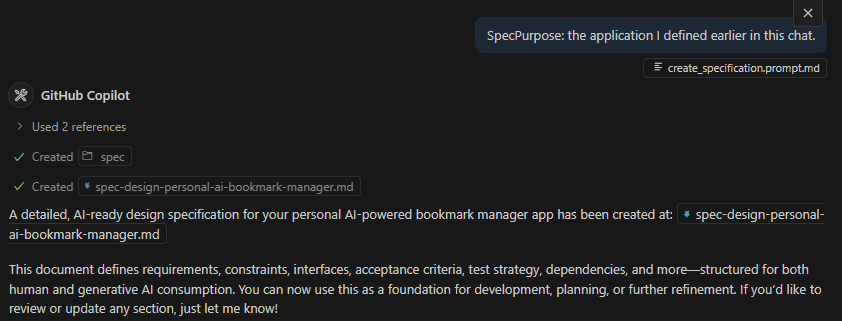 SpecPurpose: the application I defined earlier in this chat.
create_specification.prompt.md
GitHub Copilot
Used 2 references
Created spec
Created spec-design-personal-ai-bookmark-manager.md
A detailed, AI-ready design specification for your personal AI-powered bookmark manager app has been created at: spec-design-personal-
ai-bookmark-manager.md
This document defines requirements, constraints, interfaces, acceptance criteria, test strategy, dependencies, and more—structured for both
human and generative AI consumption. You can now use this as a foundation for development, planning, or further refinement. If you’d like to
review or update any section, just let me know!